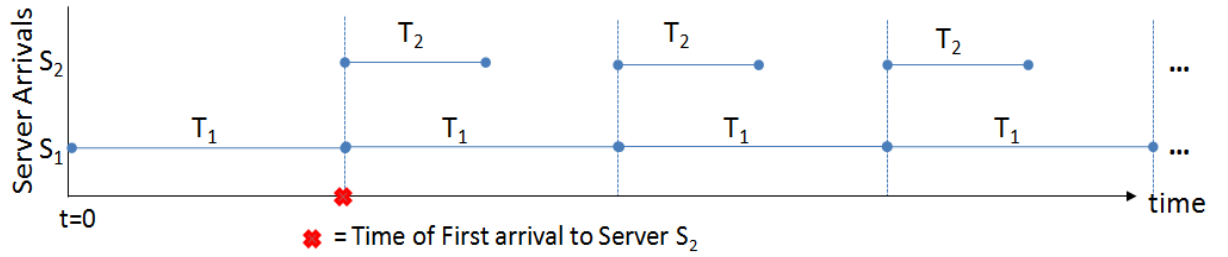 Server Arrivals
S₂
T₂
T₂
T₂
...
S₁
T₁
T₁
T₁
T₁
...
t=0
time
= Time of First arrival to Server S₂